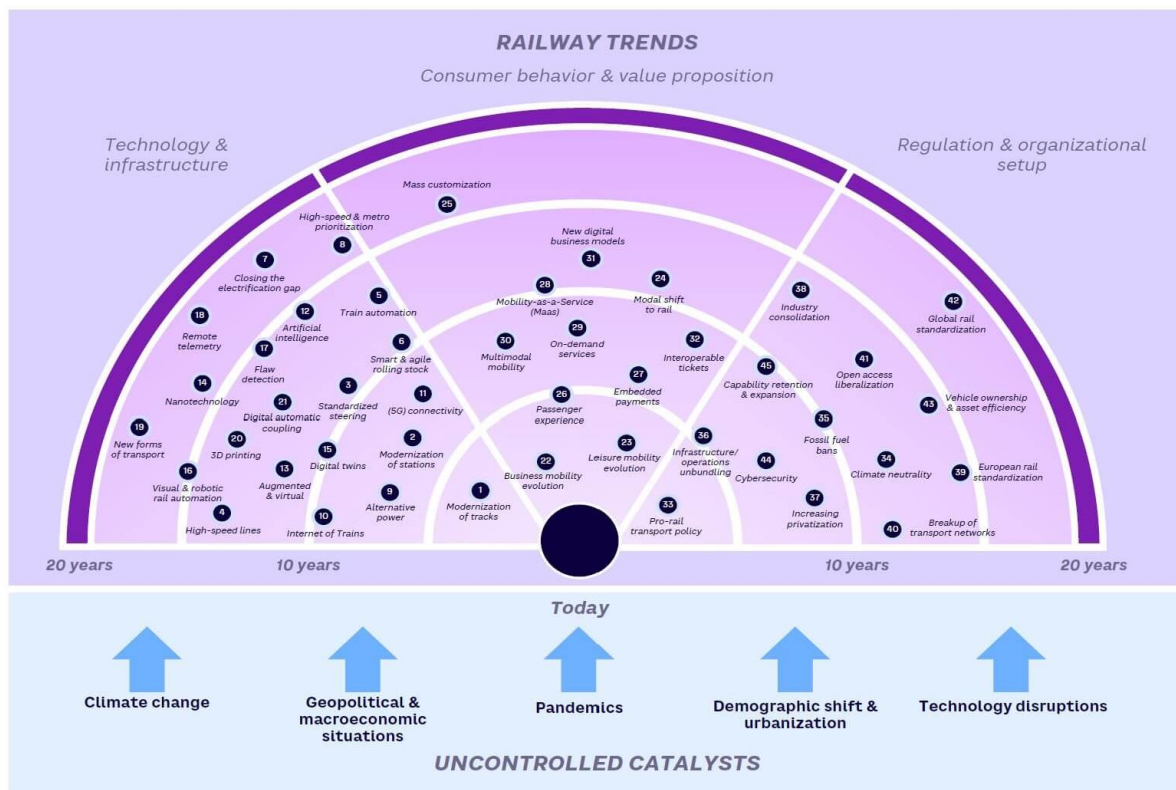 RAILWAY TRENDS
Consumer behavior & value proposition
Technology &
infrastructure
Regulation & organizational
setup
Mass customization
25
High-speed & metro
prioritization
8
New digital
business models
31
7
Closing the
electrification gap
5
Train automation
28
Mobility-as-a-Service
(Maas)
24
Modal shift
to rail
38
Industry
consolidation
42
Global rail
standardization
18
Remote
telemetry
12
Artificial
intelligence
6
Smart & agile
rolling stock
30
Multimodal
mobility
29
On-demand
services
32
Interoperable
tickets
17
Flaw
detection
41
Open access
liberalization
45
Capability retention
& expansion
14
Nanotechnology
3
Standardized
steering
11
(5G) connectivity
26
Passenger
experience
27
Embedded
payments
21
Digital automatic
coupling
43
Vehicle ownership
& asset efficiency
35
Fossil fuel
bans
19
New forms
of transport
20
3D printing
15
Digital twins
2
Modernization
of stations
23
Leisure mobility
evolution
36
Infrastructure/
operations
unbundling
44
Cybersecurity
34
Climate neutrality
39
European rail
standardization
16
Visual & robotic
rail automation
13
Augmented
& virtual
22
Business mobility
evolution
9
Alternative
power
1
Modernization
of tracks
33
Pro-rail
transport policy
37
Increasing
privatization
4
High-speed lines
10
Internet of Trains
40
Breakup of
transport networks
20 years
10 years
10 years
20 years
Today
Climate change
Geopolitical &
macroeconomic
situations
Pandemics
Demographic shift &
urbanization
Technology disruptions
UNCONTROLLED CATALYSTS